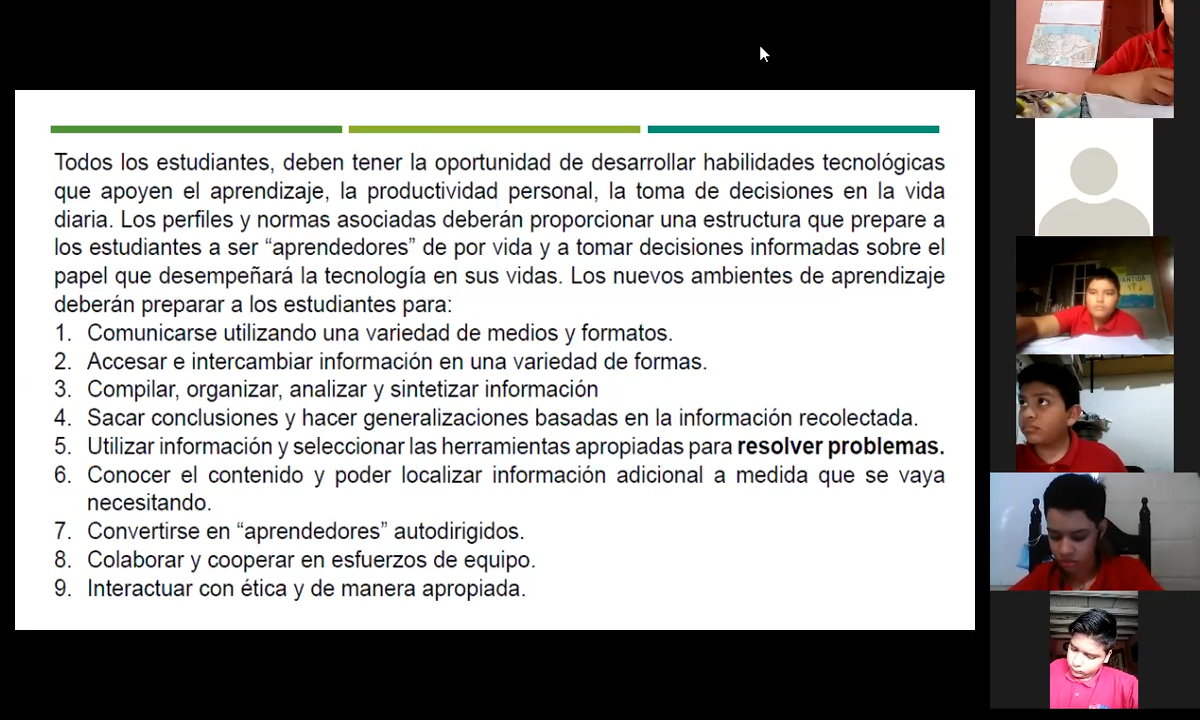 Todos los estudiantes, deben tener la oportunidad de desarrollar habilidades tecnológicas
que apoyen el aprendizaje, la productividad personal, la toma de decisiones en la vida
diaria. Los perfiles y normas asociadas deberán proporcionar una estructura que prepare a
los estudiantes a ser “aprendedores” de por vida y a tomar decisiones informadas sobre el
papel que desempeñará la tecnología en sus vidas. Los nuevos ambientes de aprendizaje
deberán preparar a los estudiantes para:
1. Comunicarse utilizando una variedad de medios y formatos.
2. Accesar e intercambiar información en una variedad de formas.
3. Compilar, organizar, analizar y sintetizar información
4. Sacar conclusiones y hacer generalizaciones basadas en la información recolectada.
5. Utilizar información y seleccionar las herramientas apropiadas para resolver problemas.
6. Conocer el contenido y poder localizar información adicional a medida que se vaya
necesitando.
7. Convertirse en “aprendedores” autodirigidos.
8. Colaborar y cooperar en esfuerzos de equipo.
9. Interactuar con ética y de manera apropiada.